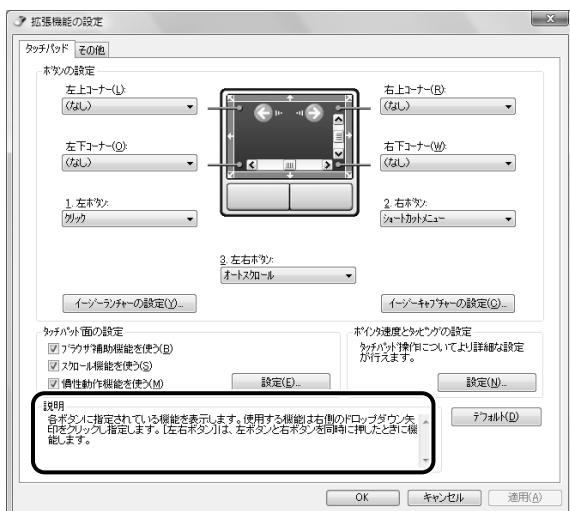 拡張機能の設定
タッチパッド その他
ボタンの設定
左上コーナー(L):
(なし)
右上コーナー(R):
(なし)
左下コーナー(O):
(なし)
右下コーナー(W):
(なし)
1. 左ボタン:
クリック
2. 右ボタン:
ショートカットメニュー
3. 左右ボタン:
オートスクロール
イージーランチャーの設定(Y)...
イージーキャプチャーの設定(C)...
タッチパッド面の設定
ブラウザ補助機能を使う(B)
スクロール機能を使う(S)
慣性動作機能を使う(M)
設定(E)...
ポインタ速度とタッピングの設定
タッチパッド操作についてより詳細な設定
が行えます。
設定(N)...
説明
各ボタンに指定されている機能を表示します。使用する機能は右側のドロップダウン矢
印をクリックし指定します。[左右ボタン]は、左ボタンと右ボタンを同時に押したときに機
能します。
デフォルト(D)
OK キャンセル 適用(A)